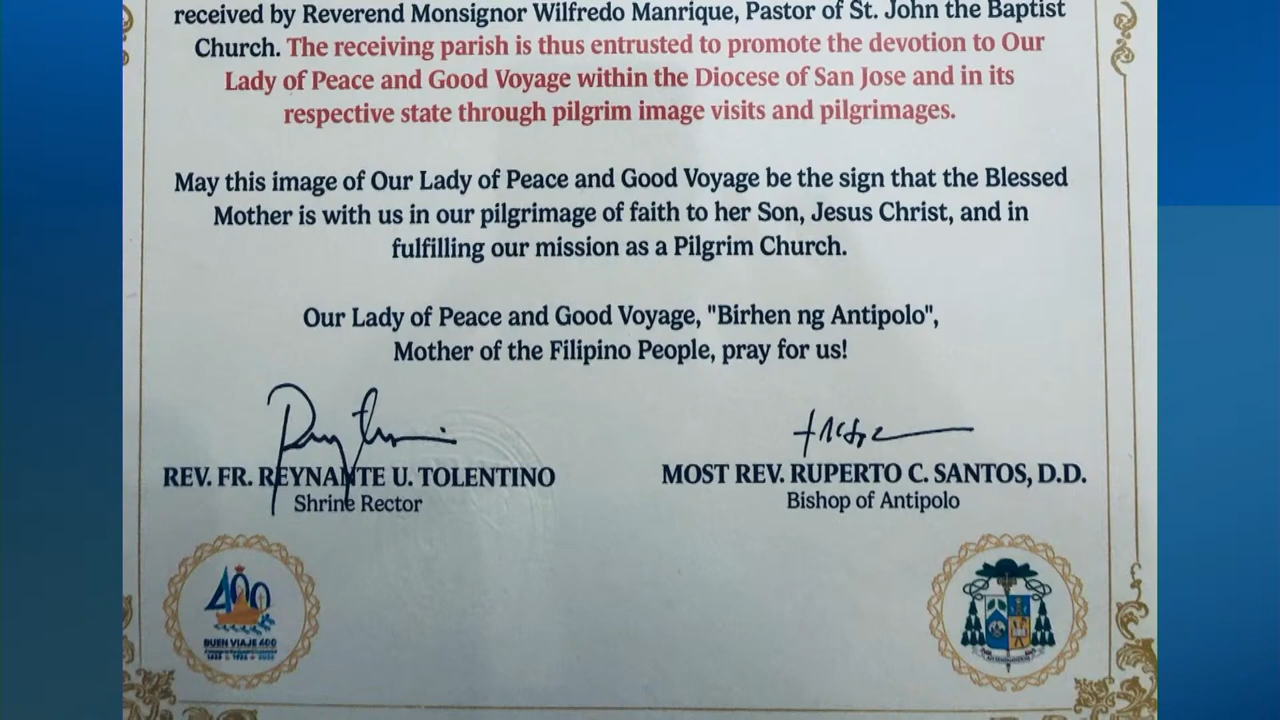 received by Reverend Monsignor Wilfredo Manrique, Pastor of St. John the Baptist
Church. The receiving parish is thus entrusted to promote the devotion to Our
Lady of Peace and Good Voyage within the Diocese of San Jose and in its
respective state through pilgrim image visits and pilgrimages.
May this image of Our Lady of Peace and Good Voyage be the sign that the Blessed
Mother is with us in our pilgrimage of faith to her Son, Jesus Christ, and in
fulfilling our mission as a Pilgrim Church.
Our Lady of Peace and Good Voyage, "Birhen ng Antipolo",
Mother of the Filipino People, pray for us!
REV. FR. REYNANTE U. TOLENTINO
Shrine Rector
MOST REV. RUPERTO C. SANTOS, D.D.
Bishop of Antipolo
400
BUEN VIAJE 400